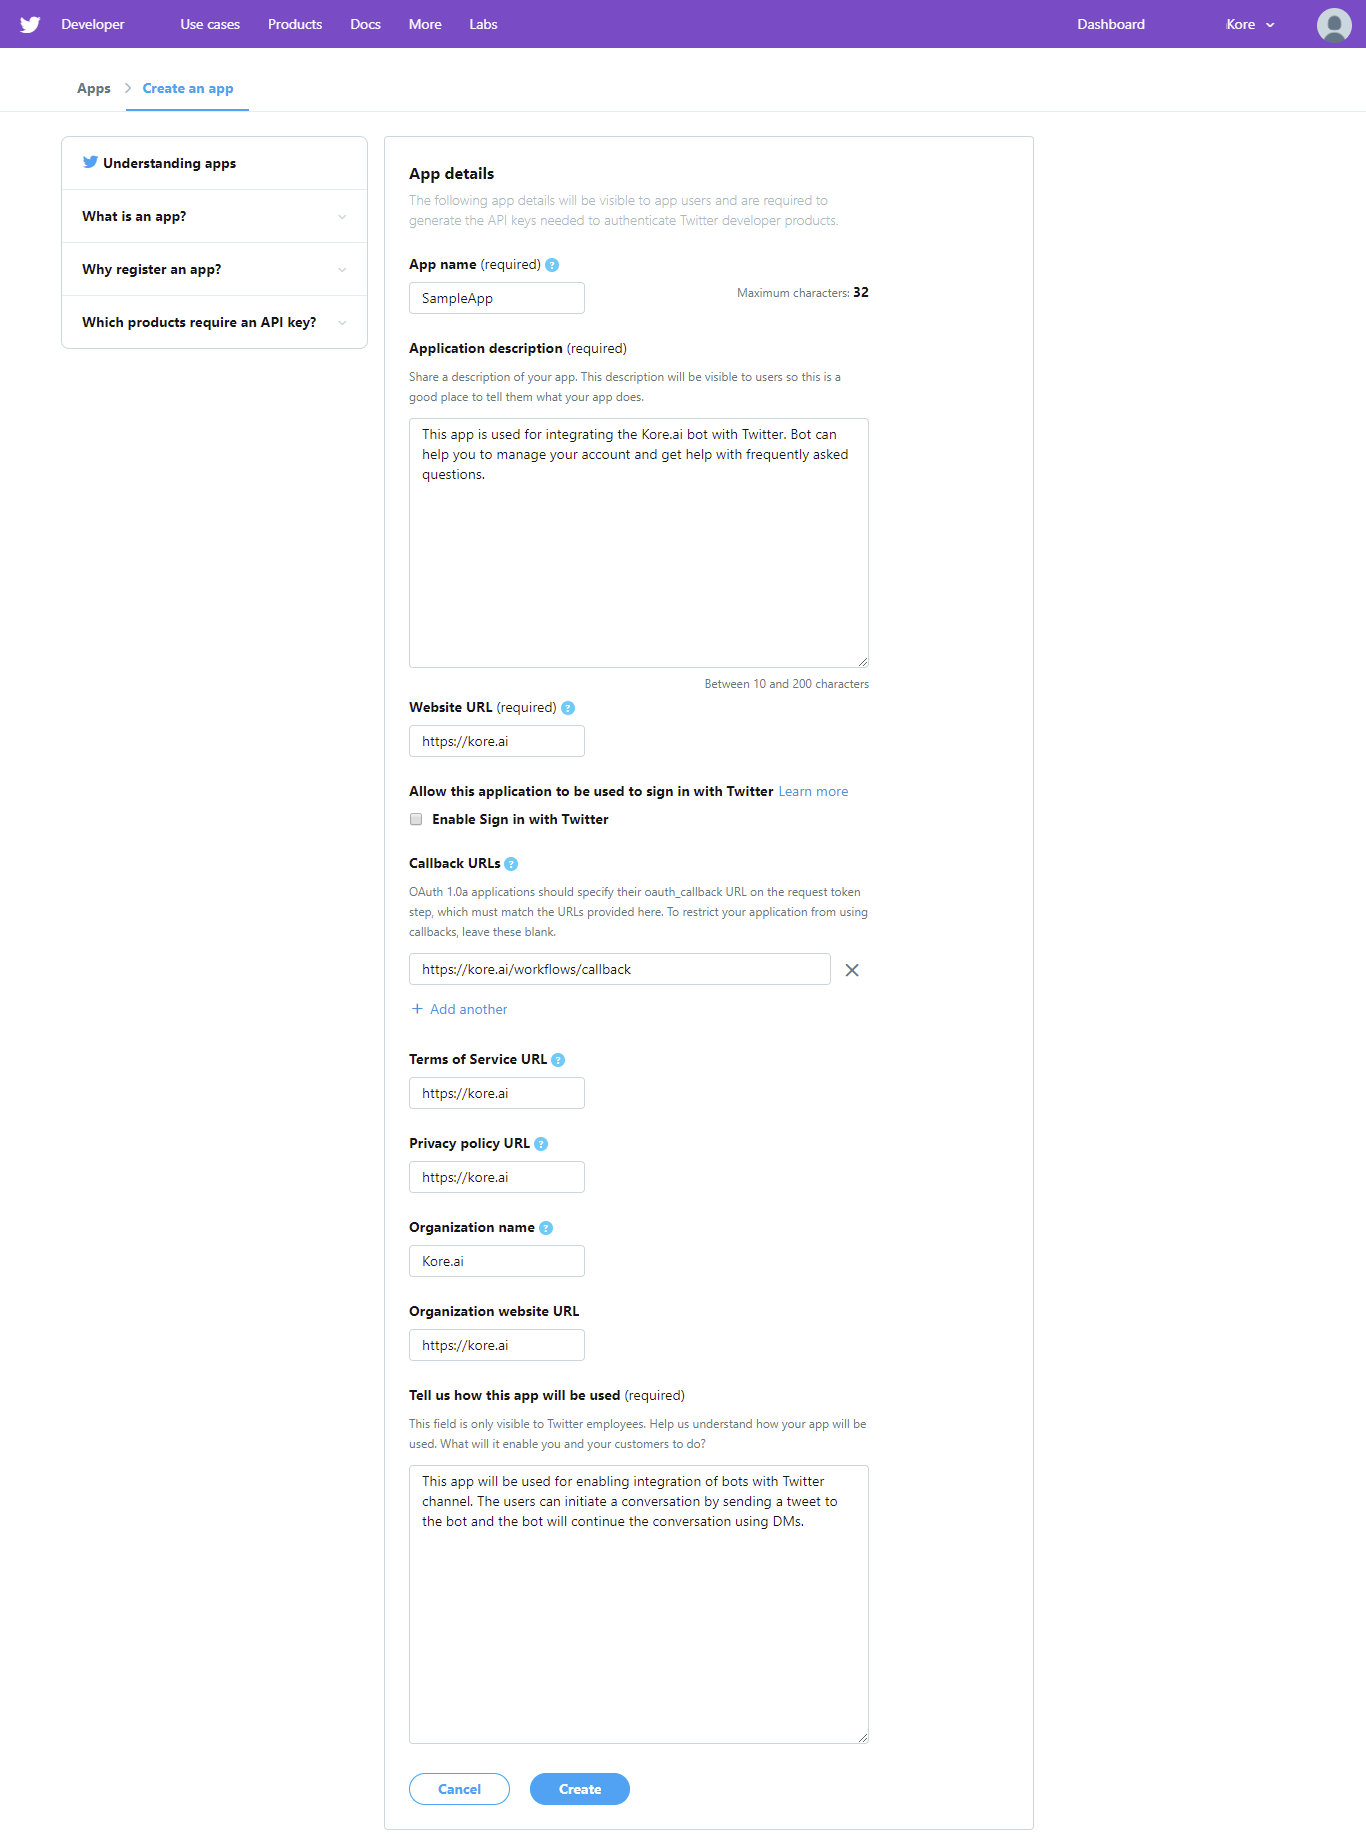 Developer Use cases Products Docs More Labs Dashboard Kore
Apps Create an app
Understanding apps
What is an app?
Why register an app?
Which products require an API key?
App details
The following app details will be visible to app users and are required to
generate the API keys needed to authenticate Twitter developer products.
App name (required) ?
SampleApp
Maximum characters: 32
Application description (required)
Share a description of your app. This description will be visible to users so this is a
good place to tell them what your app does.
This app is used for integrating the Kore.ai bot with Twitter. Bot can
help you to manage your account and get help with frequently asked
questions.
Between 10 and 200 characters
Website URL (required) ?
https://kore.ai
Allow this application to be used to sign in with Twitter Learn more
Enable Sign in with Twitter
Callback URLs ?
OAuth 1.0a applications should specify their oauth_callback URL on the request token
step, which must match the URLs provided here. To restrict your application from using
callbacks, leave these blank.
https://kore.ai/workflows/callback
+ Add another
Terms of Service URL ?
https://kore.ai
Privacy policy URL ?
https://kore.ai
Organization name ?
Kore.ai
Organization website URL
https://kore.ai
Tell us how this app will be used (required)
This field is only visible to Twitter employees. Help us understand how your app will be
used. What will it enable you and your customers to do?
This app will be used for enabling integration of bots with Twitter
channel. The users can initiate a conversation by sending a tweet to
the bot and the bot will continue the conversation using DMs.
Cancel Create